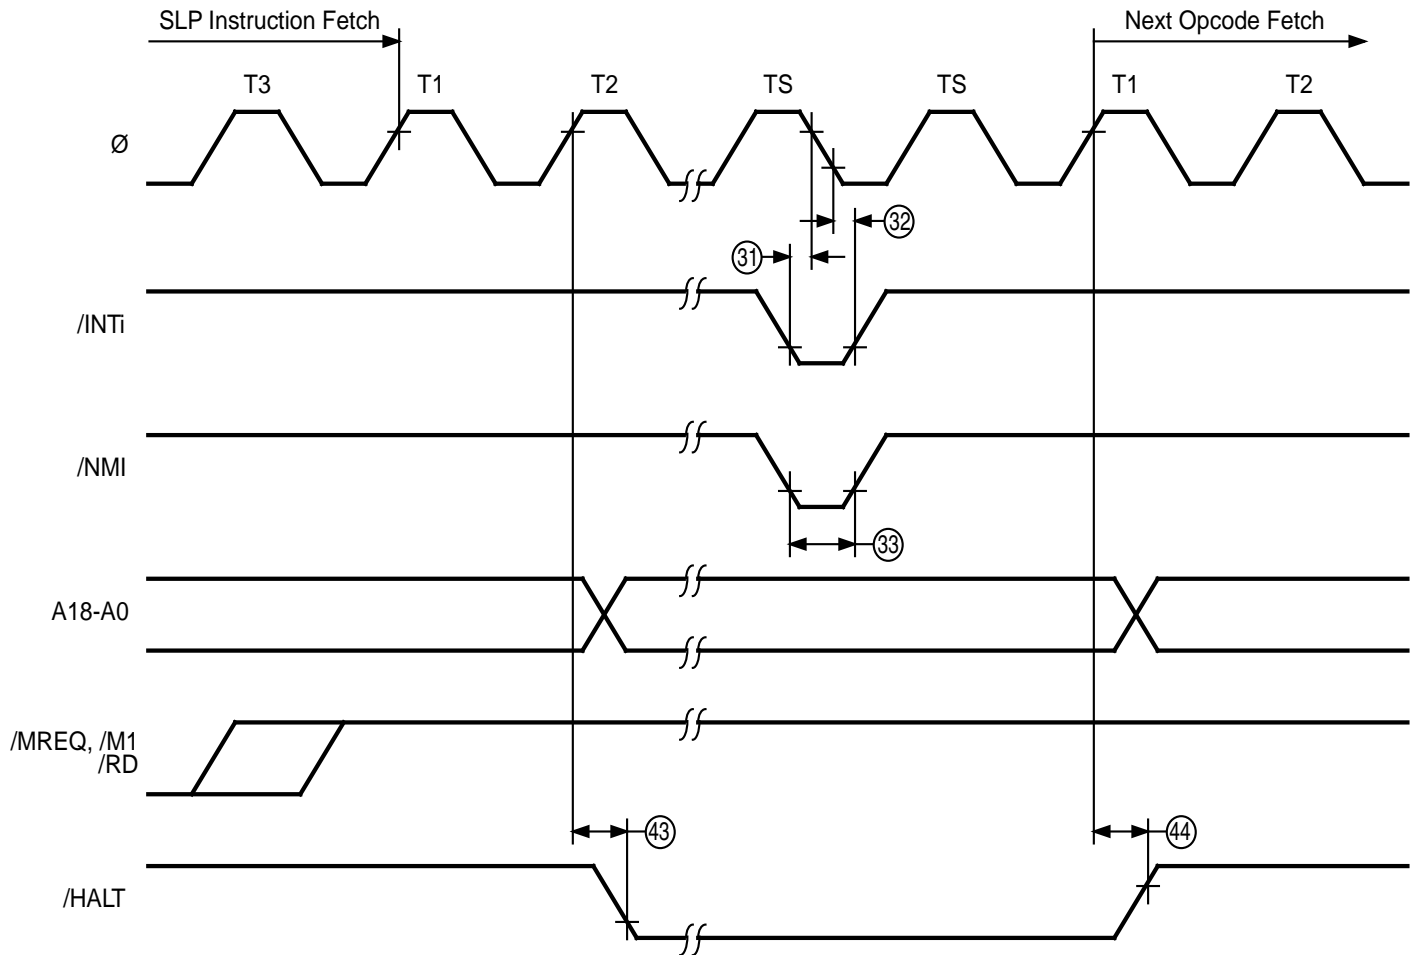 SLP Instruction Fetch
Next Opcode Fetch
T3 T1 T2 TS TS T1 T2
Ø
32
31
/INTi
/NMI
33
A18-A0
/MREQ, /M1
/RD
43
44
/HALT